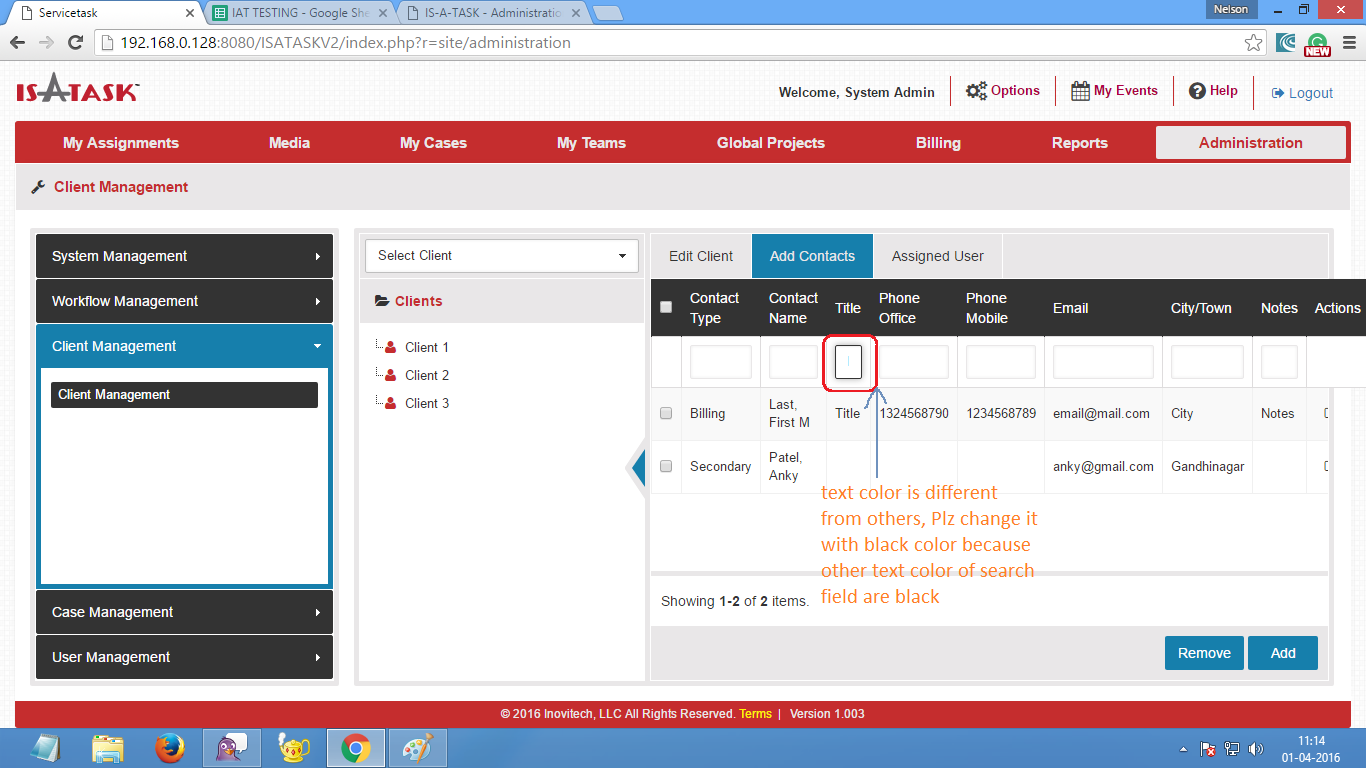 Servicetask
IAT TESTING - Google She
IS-A-TASK - Administratio
Nelson
192.168.0.128:8080/ISATASKV2/index.php?r=site/administration
NEW
ISATASK
Welcome, System Admin
Options
My Events
Help
Logout
My Assignments
Media
My Cases
My Teams
Global Projects
Billing
Reports
Administration
Client Management
System Management
Workflow Management
Client Management
Client Management
Case Management
User Management
Select Client
Clients
Client 1
Client 2
Client 3
Edit Client
Add Contacts
Assigned User
Contact Type
Contact Name
Title
Phone Office
Phone Mobile
Email
City/Town
Notes
Actions
Billing
Last, First M
Title
1324568790
1234568789
email@mail.com
City
Notes
Secondary
Patel, Anky
anky@gmail.com
Gandhinagar
text color is different
from others, Plz change it
with black color because
other text color of search
field are black
Showing 1-2 of 2 items.
Remove
Add
© 2016 Inovitech, LLC All Rights Reserved. Terms | Version 1.003
11:14
01-04-2016